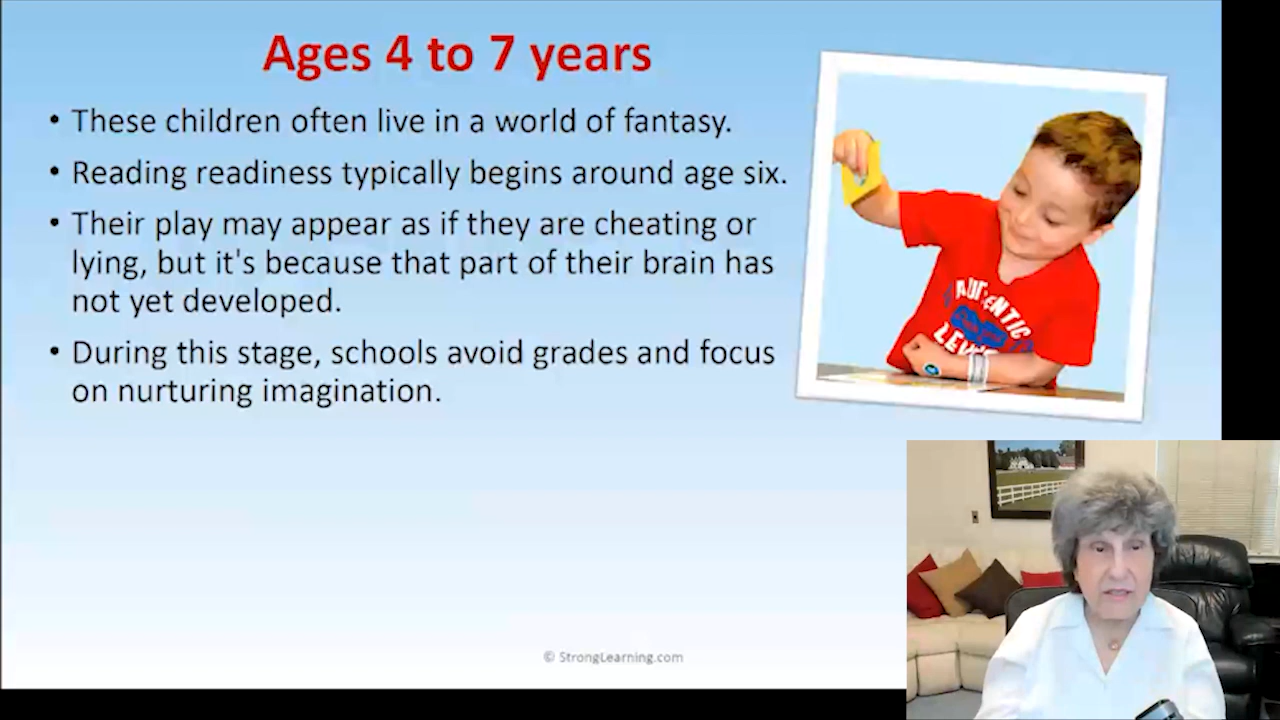 Ages 4 to 7 years
• These children often live in a world of fantasy.
• Reading readiness typically begins around age six.
• Their play may appear as if they are cheating or
lying, but it's because that part of their brain has
not yet developed.
• During this stage, schools avoid grades and focus
on nurturing imagination.
AUTHENTIC
© StrongLearning.com